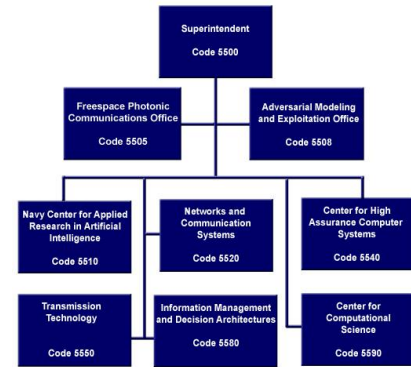 Superintendent
Code 5500
Freespace Photonic
Communications Office
Code 5505
Adversarial Modeling
and Exploitation Office
Code 5508
Navy Center for Applied
Research in Artificial
Intelligence
Code 5510
Networks and
Communication
Systems
Code 5520
Center for High
Assurance Computer
Systems
Code 5540
Transmission
Technology
Code 5550
Information Management
and Decision Architectures
Code 5580
Center for
Computational
Science
Code 5590